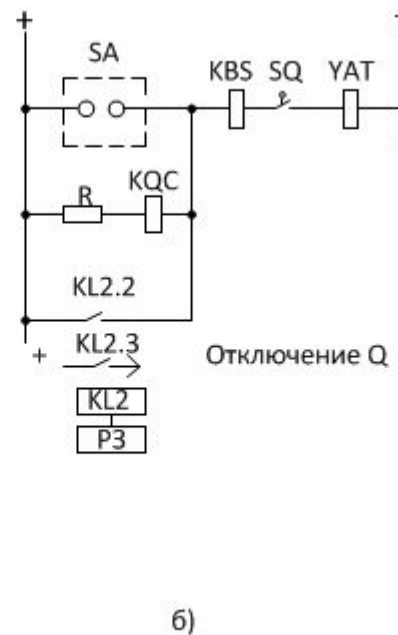 +
SA
KBS SQ YAT
R
KQC
KL2.2
+
KL2.3
Отключение Q
KL2
РЗ
б)